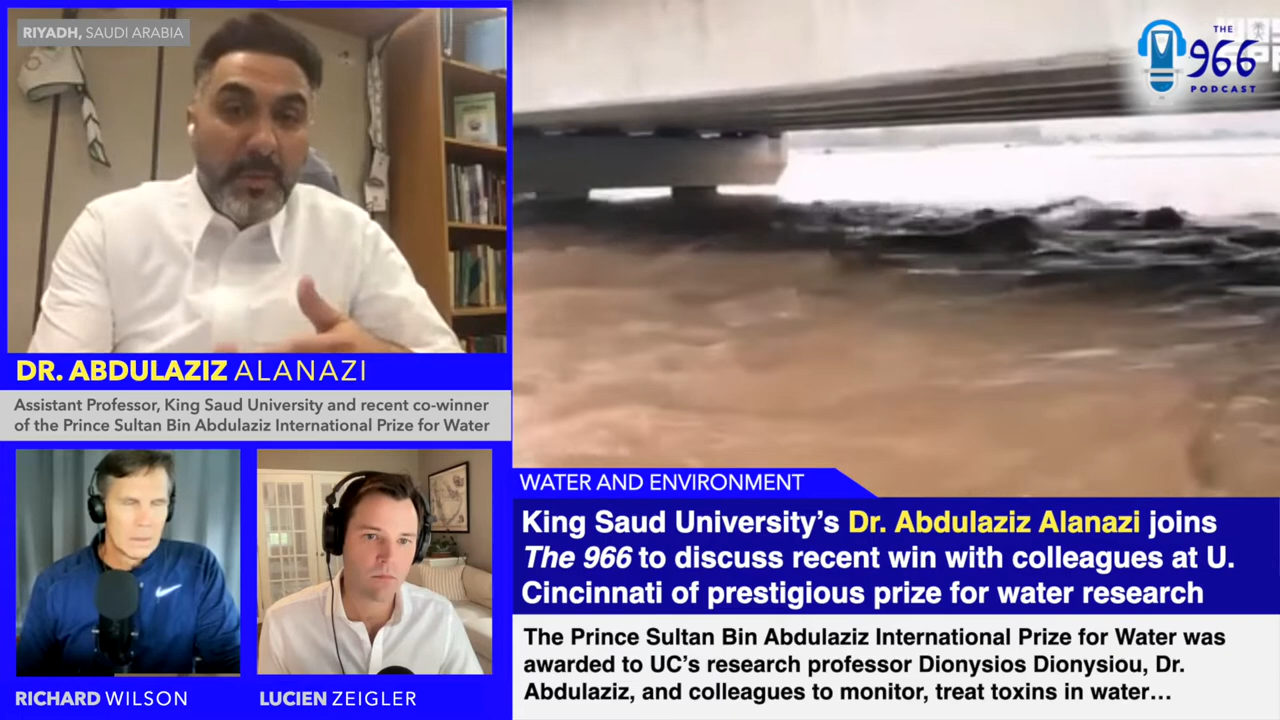 RIYADH, SAUDI ARABIA
DR. ABDULAZIZ ALANAZI
Assistant Professor, King Saud University and recent co-winner
of the Prince Sultan Bin Abdulaziz International Prize for Water
RICHARD WILSON
LUCIEN ZEIGLER
THE
966
PODCAST
WATER AND ENVIRONMENT
King Saud University's Dr. Abdulaziz Alanazi joins
The 966 to discuss recent win with colleagues at U.
Cincinnati of prestigious prize for water research
The Prince Sultan Bin Abdulaziz International Prize for Water was
awarded to UC's research professor Dionysios Dionysiou, Dr.
Abdulaziz, and colleagues to monitor, treat toxins in water...